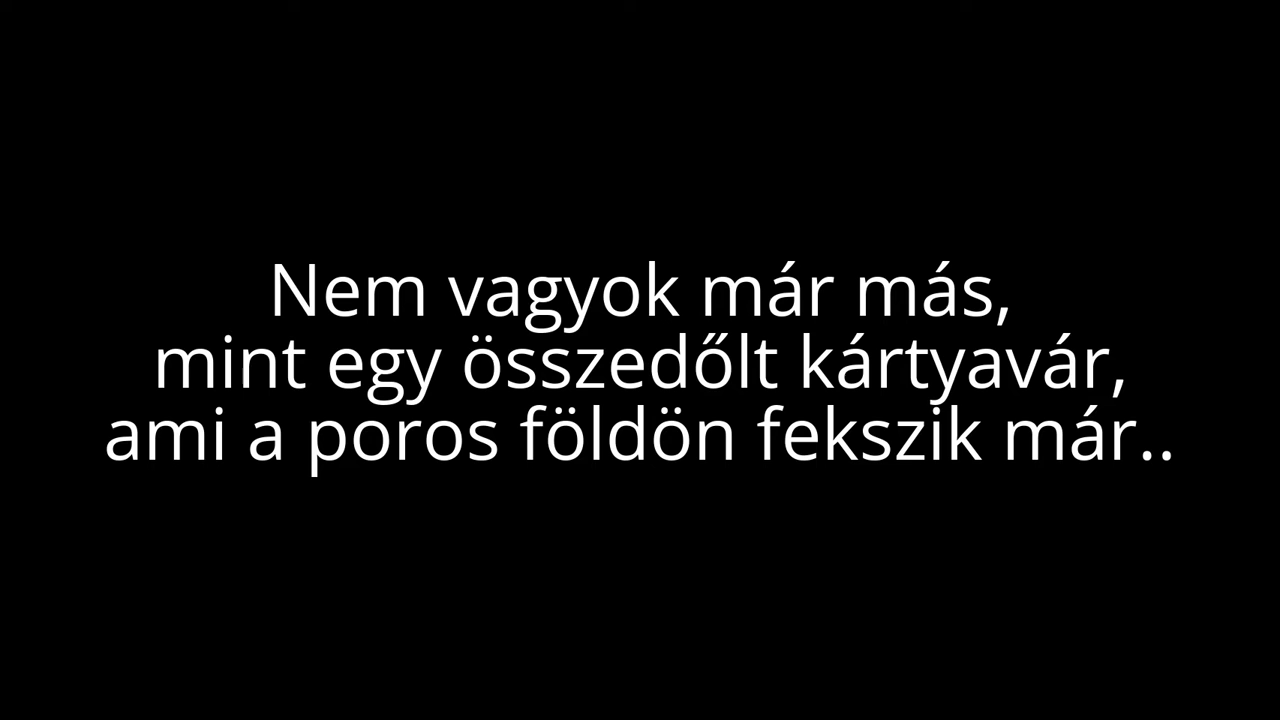 Nem vagyok már más,
mint egy összedőlt kártyavár,
ami a poros földön fekszik már..